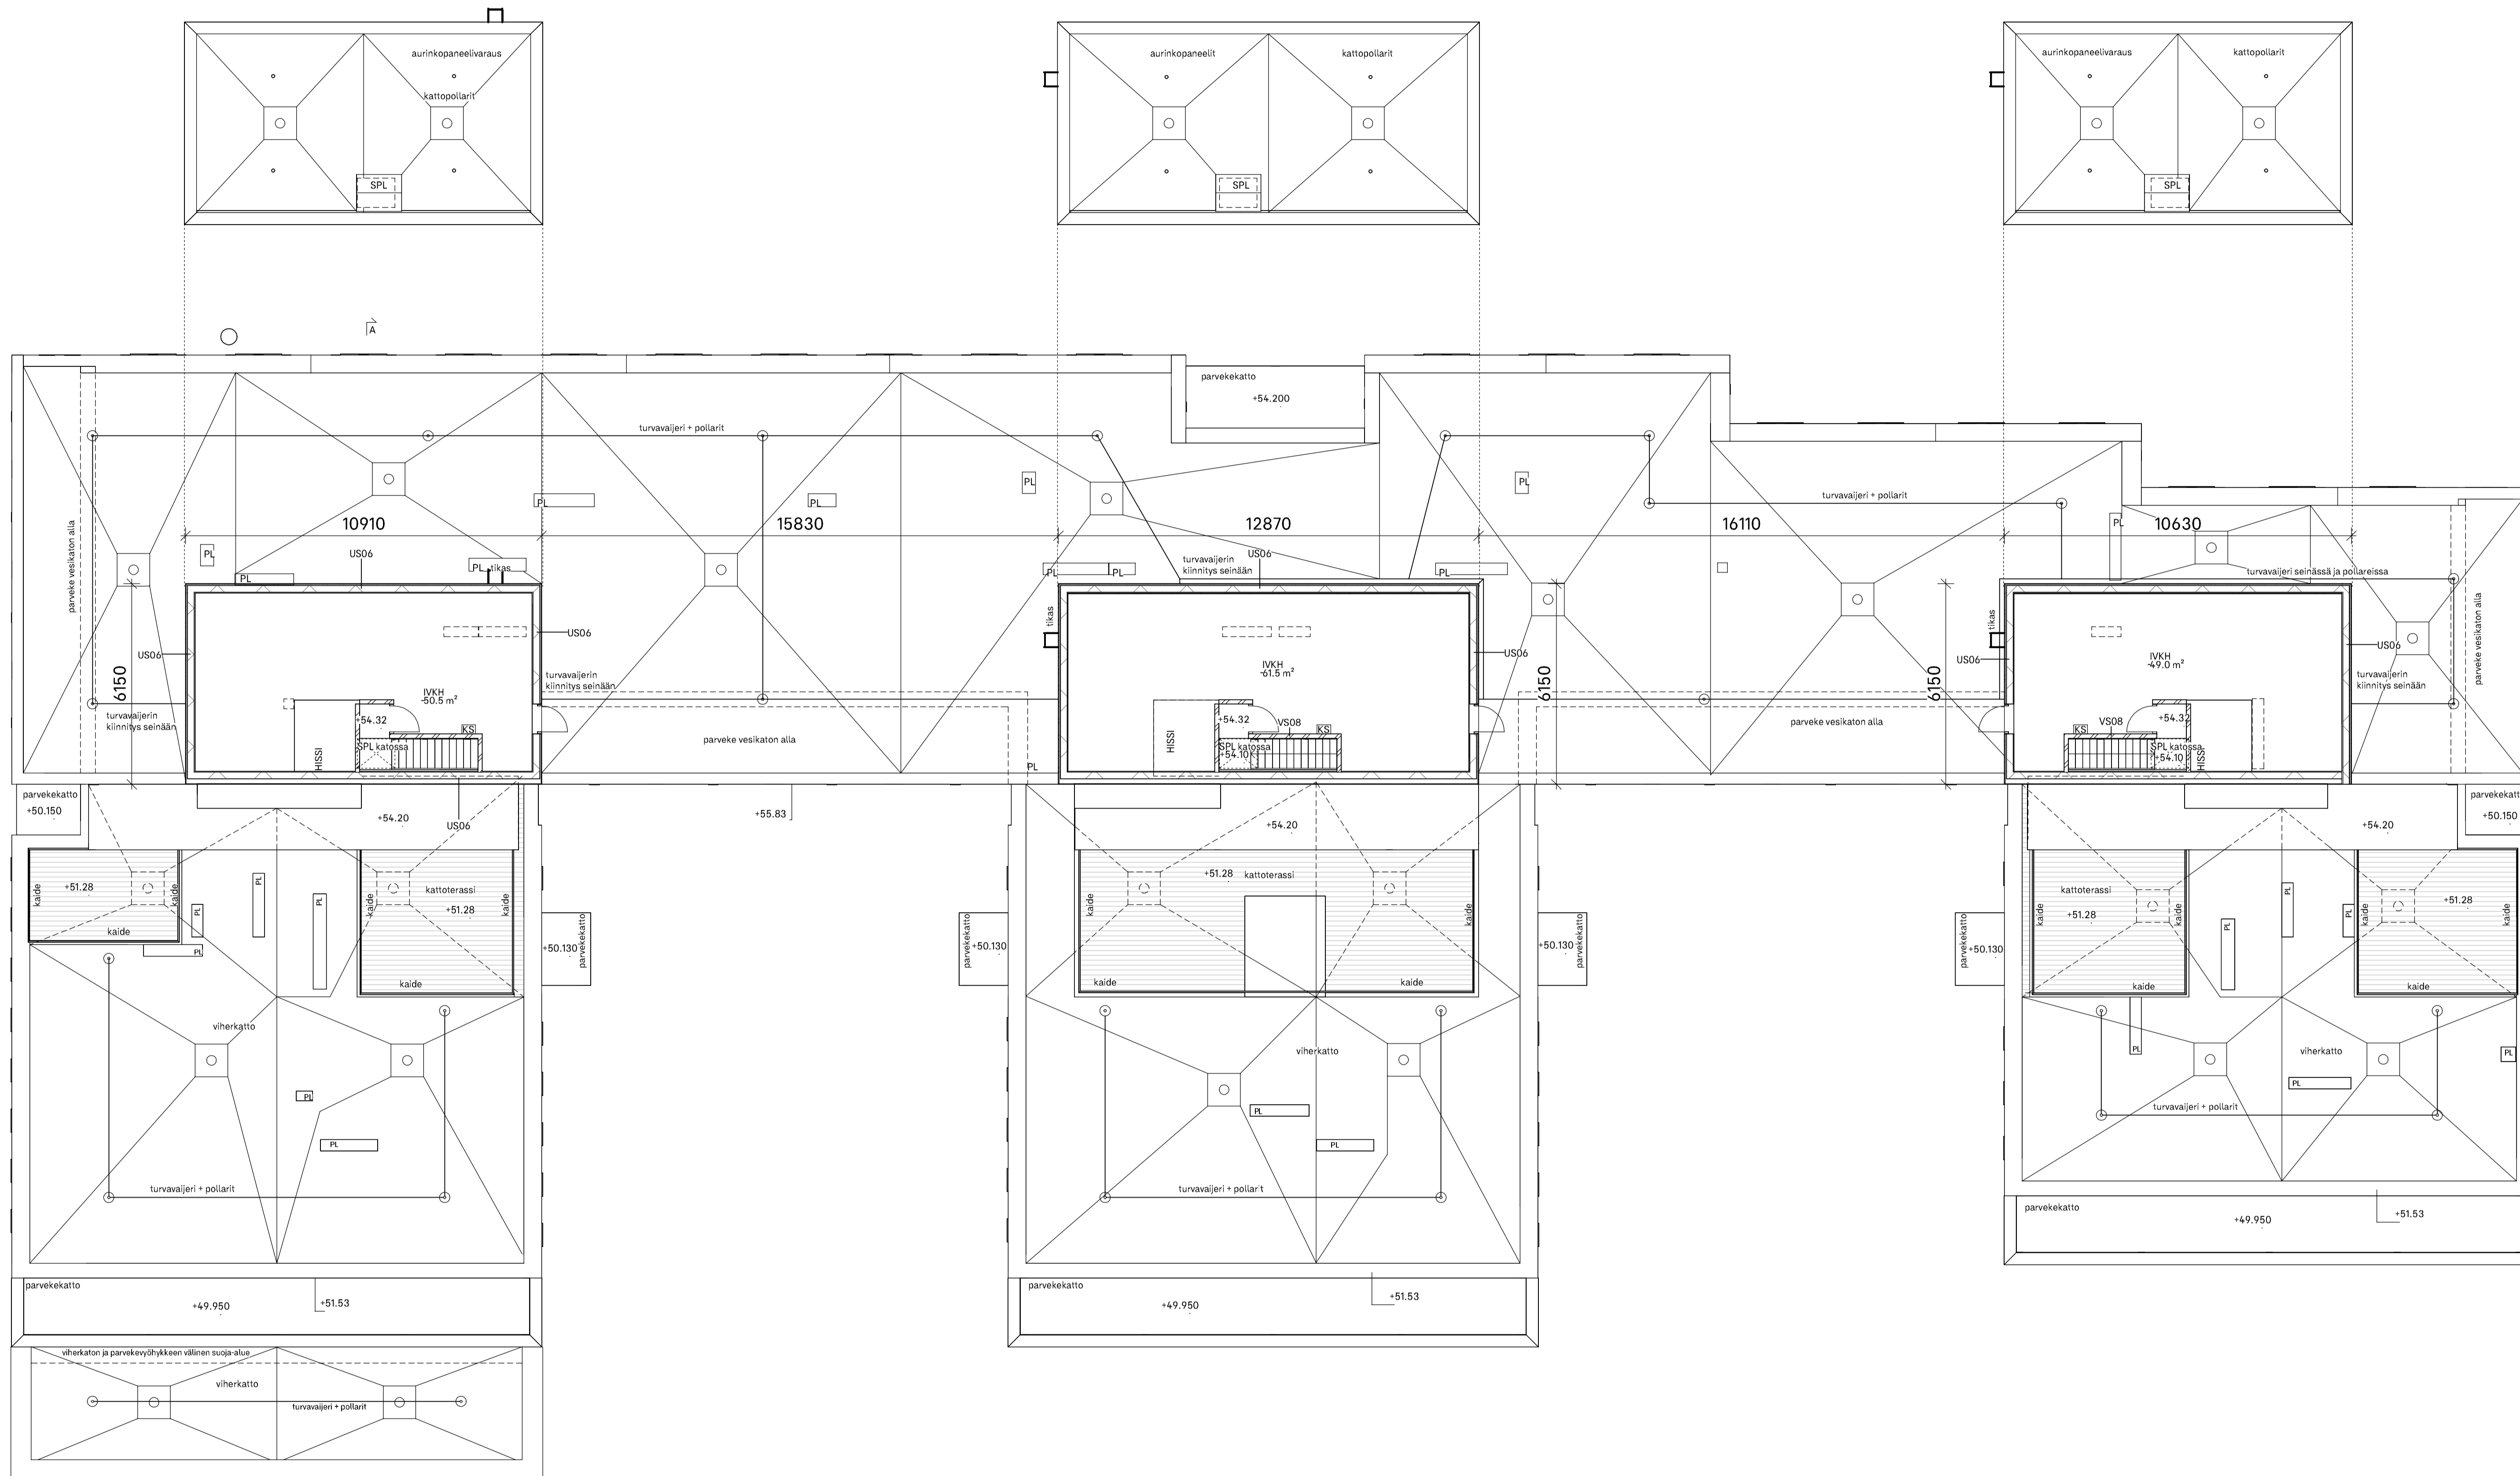 aurinkopaneelivaraus
kattopollarit
SPL
aurinkopaneelit
kattopollarit
SPL
aurinkopaneelivaraus
kattopollarit
SPL
A
parvekekatto
+54.200
turvavaijeri + pollarit
turvavaijeri + pollarit
PL
PL
PL
PL
PL
10910
15830
12870
16110
10630
parveke vesikaton alla
PL
PL
US06
PL
tikas
PL
PL
turvavaijerin
kiinnitys seinään
US06
PL
turvavaijeri seinässä ja pollareissa
parveke vesikaton alla
6150
US06
US06
turvavaijerin
kiinnitys seinään
IVKH
50.5 m²
+54.32
KS
SPL katossa
HISSI
turvavaijerin
kiinnitys seinään
US06
parveke vesikaton alla
PL
tikas
IVKH
61.5 m²
+54.32
VS08
KS
SPL katossa
+54.10
HISSI
US06
6150
parveke vesikaton alla
6150
tikas
US06
IVKH
49.0 m²
+54.32
KS
VS08
SPL katossa
+54.10
HISSI
US06
turvavaijerin
kiinnitys seinään
parvekekatto
+50.150
+54.20
+55.83
+54.20
+54.20
parvekekatt
+50.150
kaide
+51.28
kaide
kaide
PL
PL
PL
PL
kaide
kattoterassi
+51.28
kaide
kaide
+50.130
parvekekatto
parvekekatto
+50.130
kaide
+51.28
kattoterassi
kaide
kaide
kaide
+50.130
parvekekatto
parvekekatto
+50.130
kaide
kattoterassi
+51.28
kaide
kaide
PL
PL
PL
kaide
+51.28
kaide
kaide
viherkatto
PL
PL
turvavaijeri + pollarit
viherkatto
PL
PL
turvavaijeri + pollarit
PL
viherkatto
PL
PL
turvavaijeri + pollarit
parvekekatto
+49.950
+51.53
parvekekatto
+49.950
+51.53
parvekekatto
+49.950
+51.53
viherkaton ja parvekevyöhykkeen välinen suoja-alue
viherkatto
turvavaijeri + pollarit